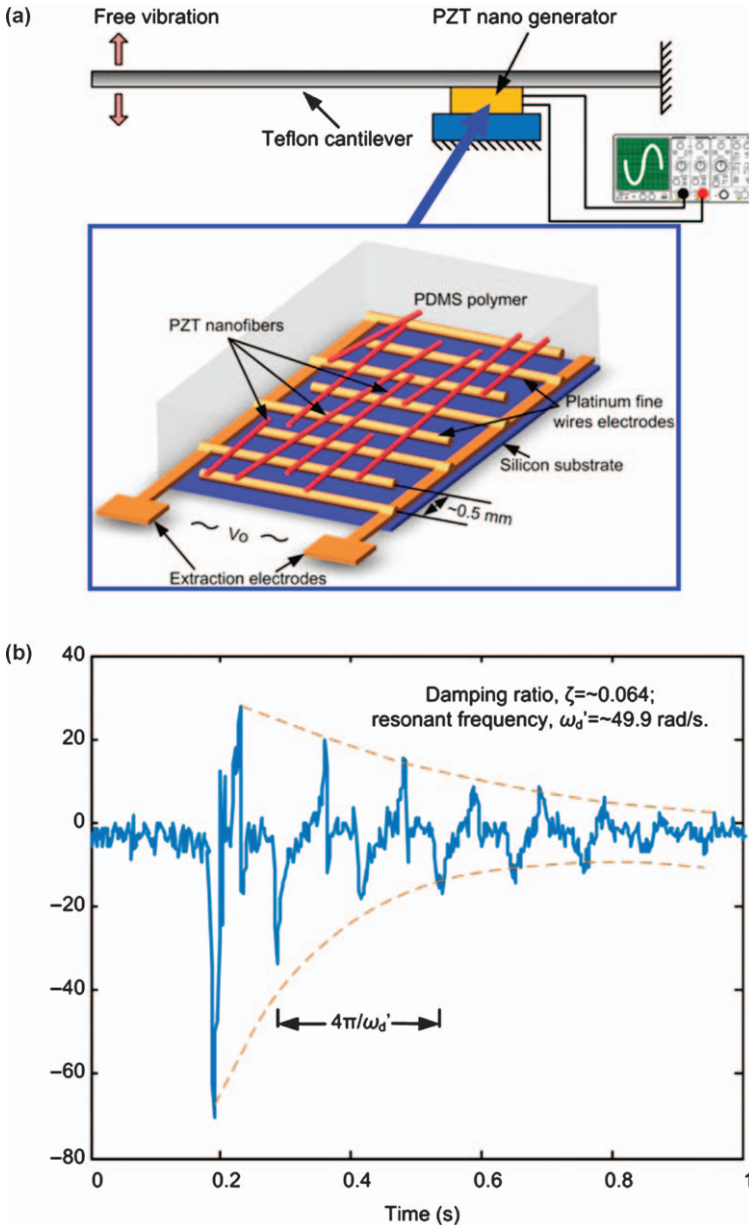 (a)
Free vibration
PZT nano generator
Teflon cantilever
PDMS polymer
PZT nanofibers
Platinum fine
wires electrodes
Silicon substrate
~0.5 mm
Vo
Extraction electrodes
(b)
Damping ratio, ζ=~0.064;
resonant frequency, ωd'=~49.9 rad/s.
4π/ωd'
40
20
0
−20
−40
−60
−80
0 0.2 0.4 0.6 0.8 1
Time (s)